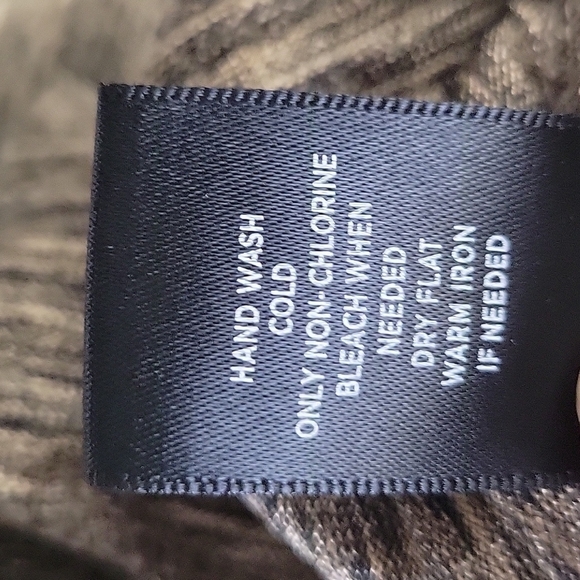 HAND WASH
COLD
ONLY NON-CHLORINE
BLEACH WHEN
NEEDED
DRY FLAT
WARM IRON
IF NEEDED